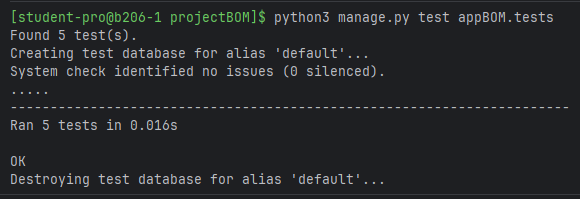 [student-pro@b206-1 projectBOM]$ python3 manage.py test appBOM.tests
Found 5 test(s).
Creating test database for alias 'default'...
System check identified no issues (0 silenced).
.....
----------------------------------------------------------------------
Ran 5 tests in 0.016s
OK
Destroying test database for alias 'default'...